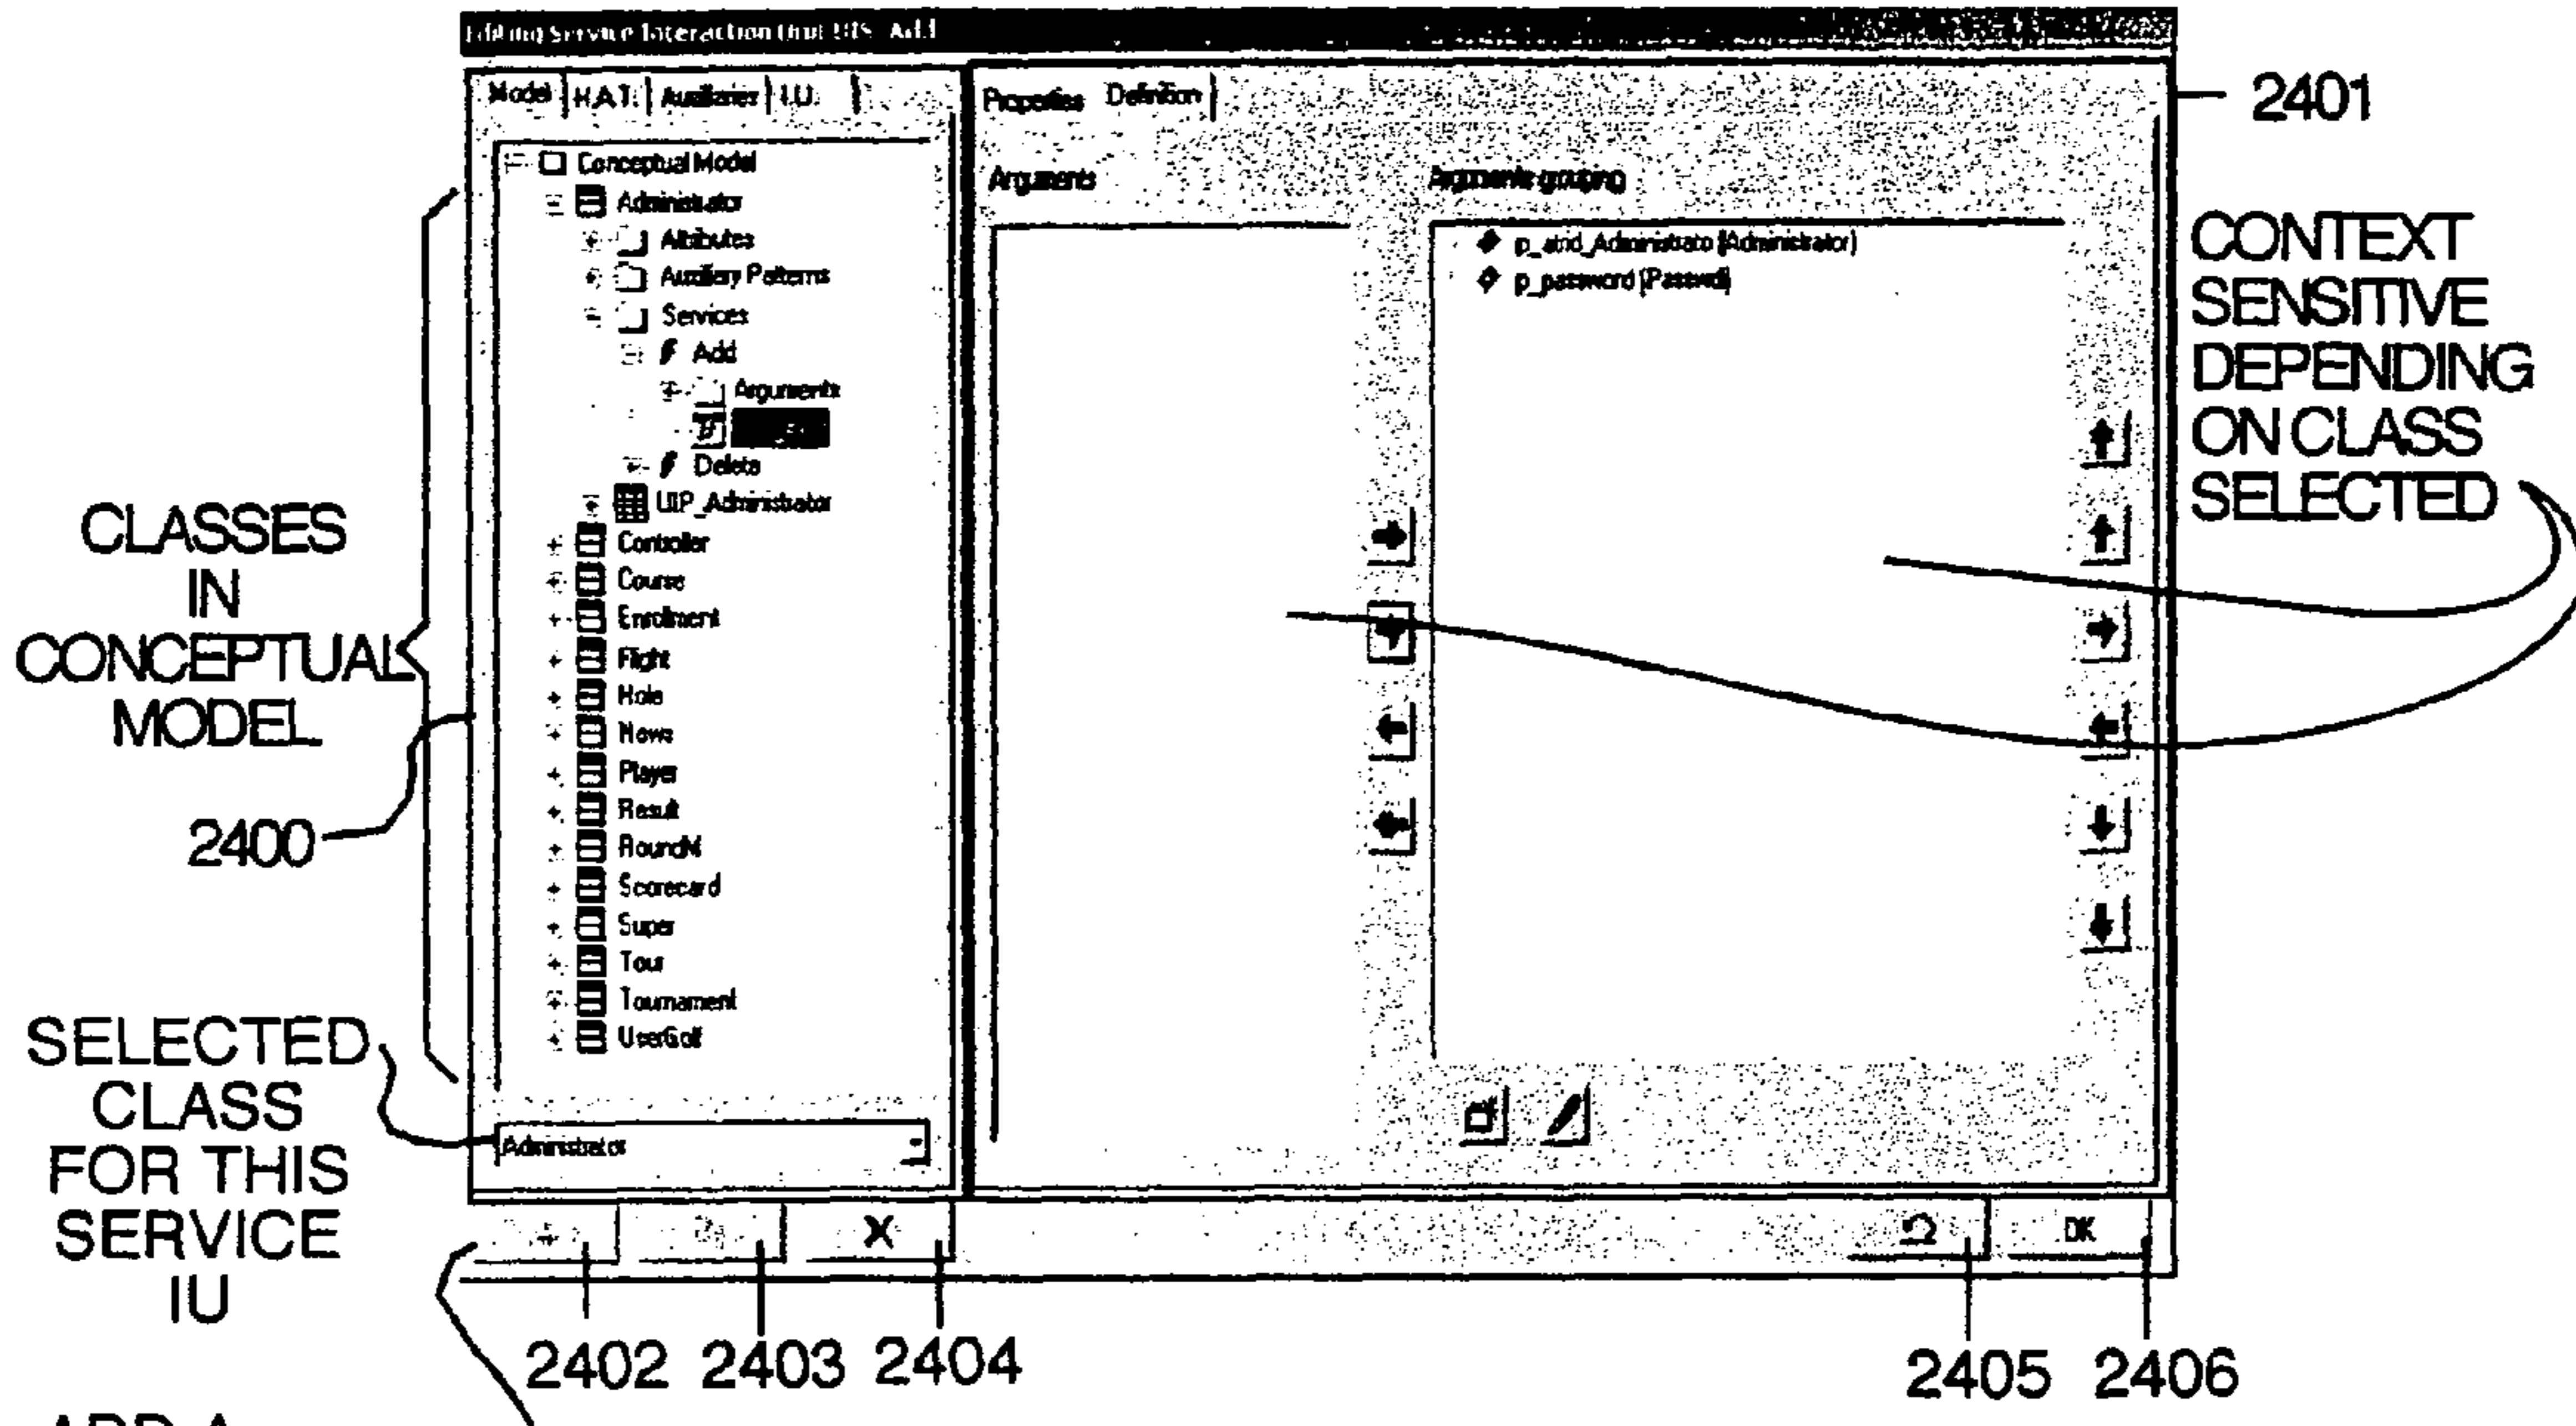 Editing Service Interaction Unit UIS_Add
Model H.A.T. Auxiliaries I.U.
Properties Definition
2401
Conceptual Model
Administrator
Attributes
Auxiliary Patterns
Services
Add
Arguments
Delete
UIP_Administrator
Controller
Course
Enrollment
Flight
Hole
News
Player
Result
RoundM
Scorecard
Super
Tour
Tournament
UserGolf
Administrator
Arguments
Arguments grouping
(Administrator)
p_password
CONTEXT
SENSITIVE
DEPENDING
ON CLASS
SELECTED
CLASSES
IN
CONCEPTUAL
MODEL
2400
SELECTED
CLASS
FOR THIS
SERVICE
IU
OK
2402 2403 2404
2405 2406